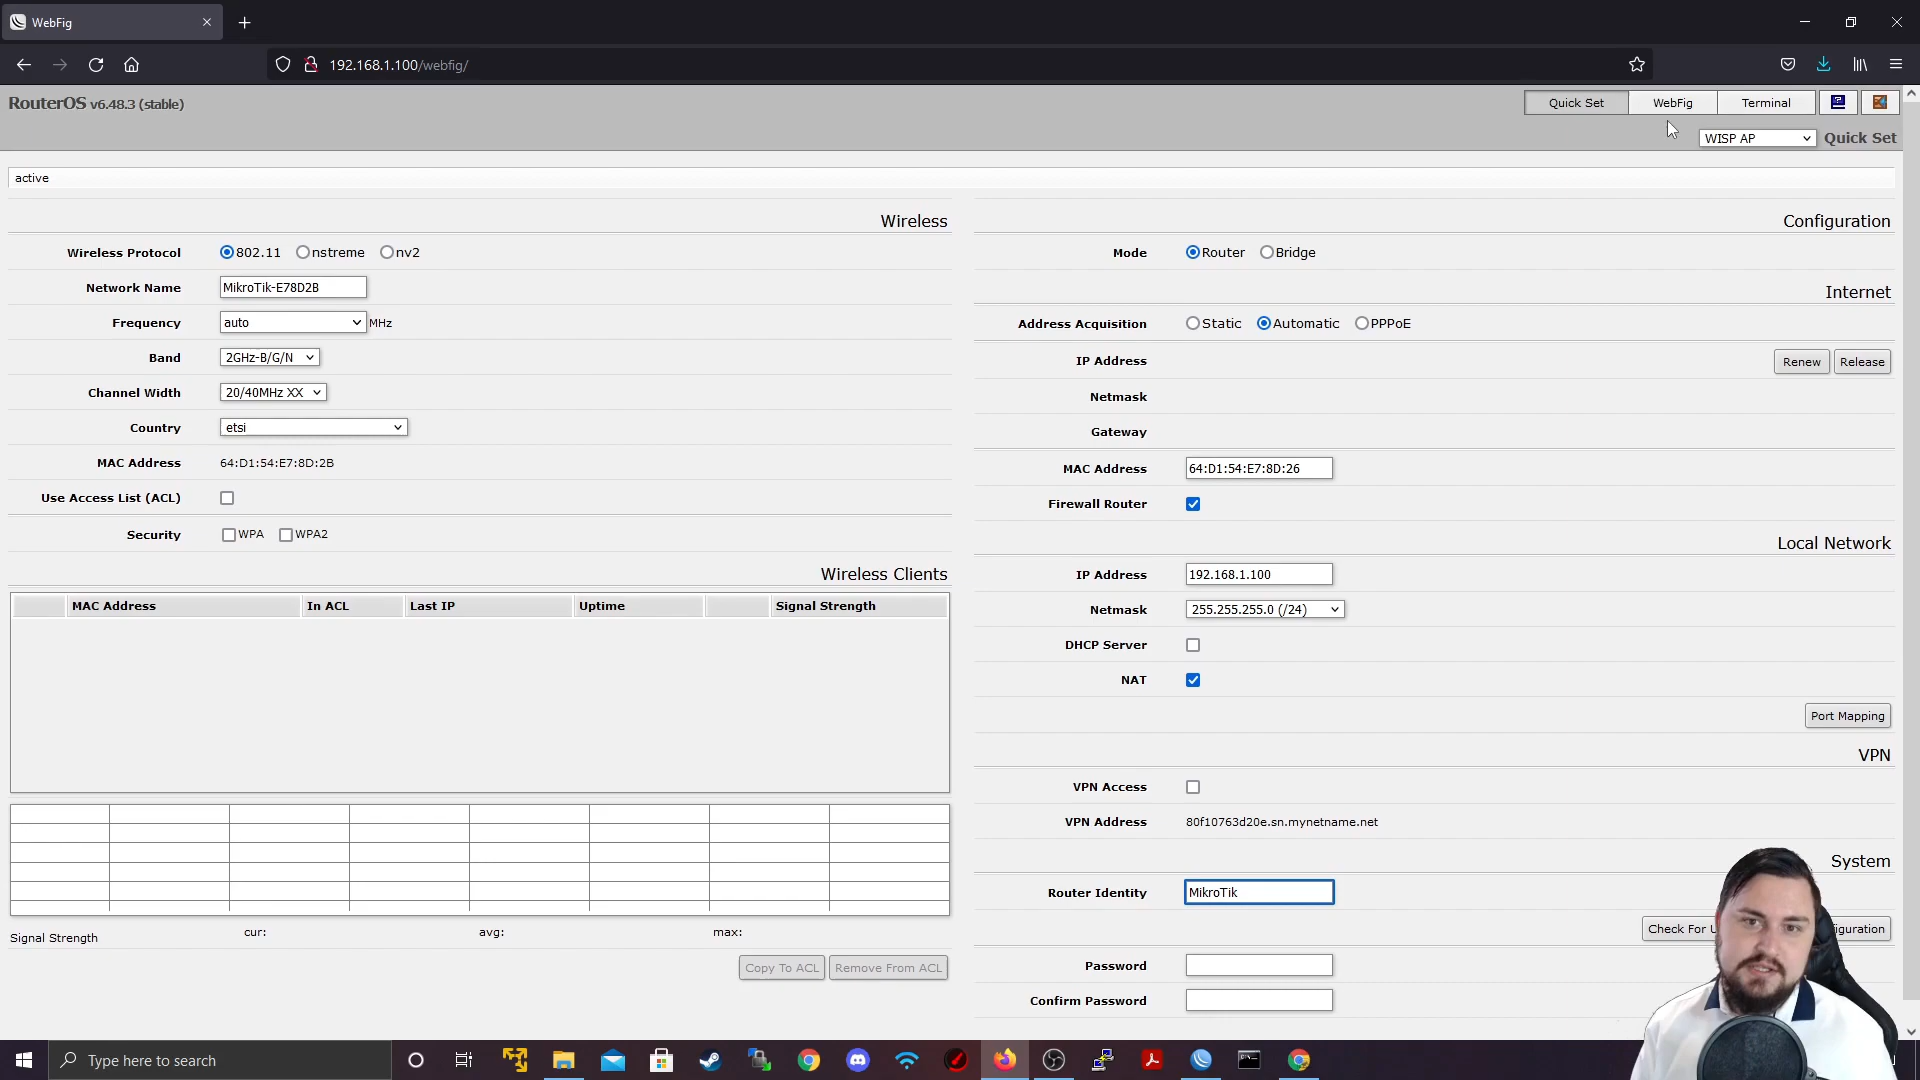 WebFig
192.168.1.100/webfig/
RouterOS v6.48.3 (stable)
Quick Set
WebFig
Terminal
WISP AP
Quick Set
active
Wireless
Wireless Protocol
802.11
nstreme
nv2
Network Name
MikroTik-E78D2B
Frequency
auto
MHz
Band
2GHz-B/G/N
Channel Width
20/40MHz XX
Country
etsi
MAC Address
64:D1:54:E7:8D:2B
Use Access List (ACL)
Security
WPA
WPA2
Wireless Clients
MAC Address
In ACL
Last IP
Uptime
Signal Strength
Signal Strength
cur:
avg:
max:
Copy To ACL
Remove From ACL
Configuration
Mode
Router
Bridge
Internet
Address Acquisition
Static
Automatic
PPPoE
IP Address
Renew
Release
Netmask
Gateway
MAC Address
64:D1:54:E7:8D:26
Firewall Router
Local Network
IP Address
192.168.1.100
Netmask
255.255.255.0 (/24)
DHCP Server
NAT
Port Mapping
VPN
VPN Access
VPN Address
80f10763d20e.sn.mynetname.net
System
Router Identity
MikroTik
Check For
Password
Confirm Password
Type here to search